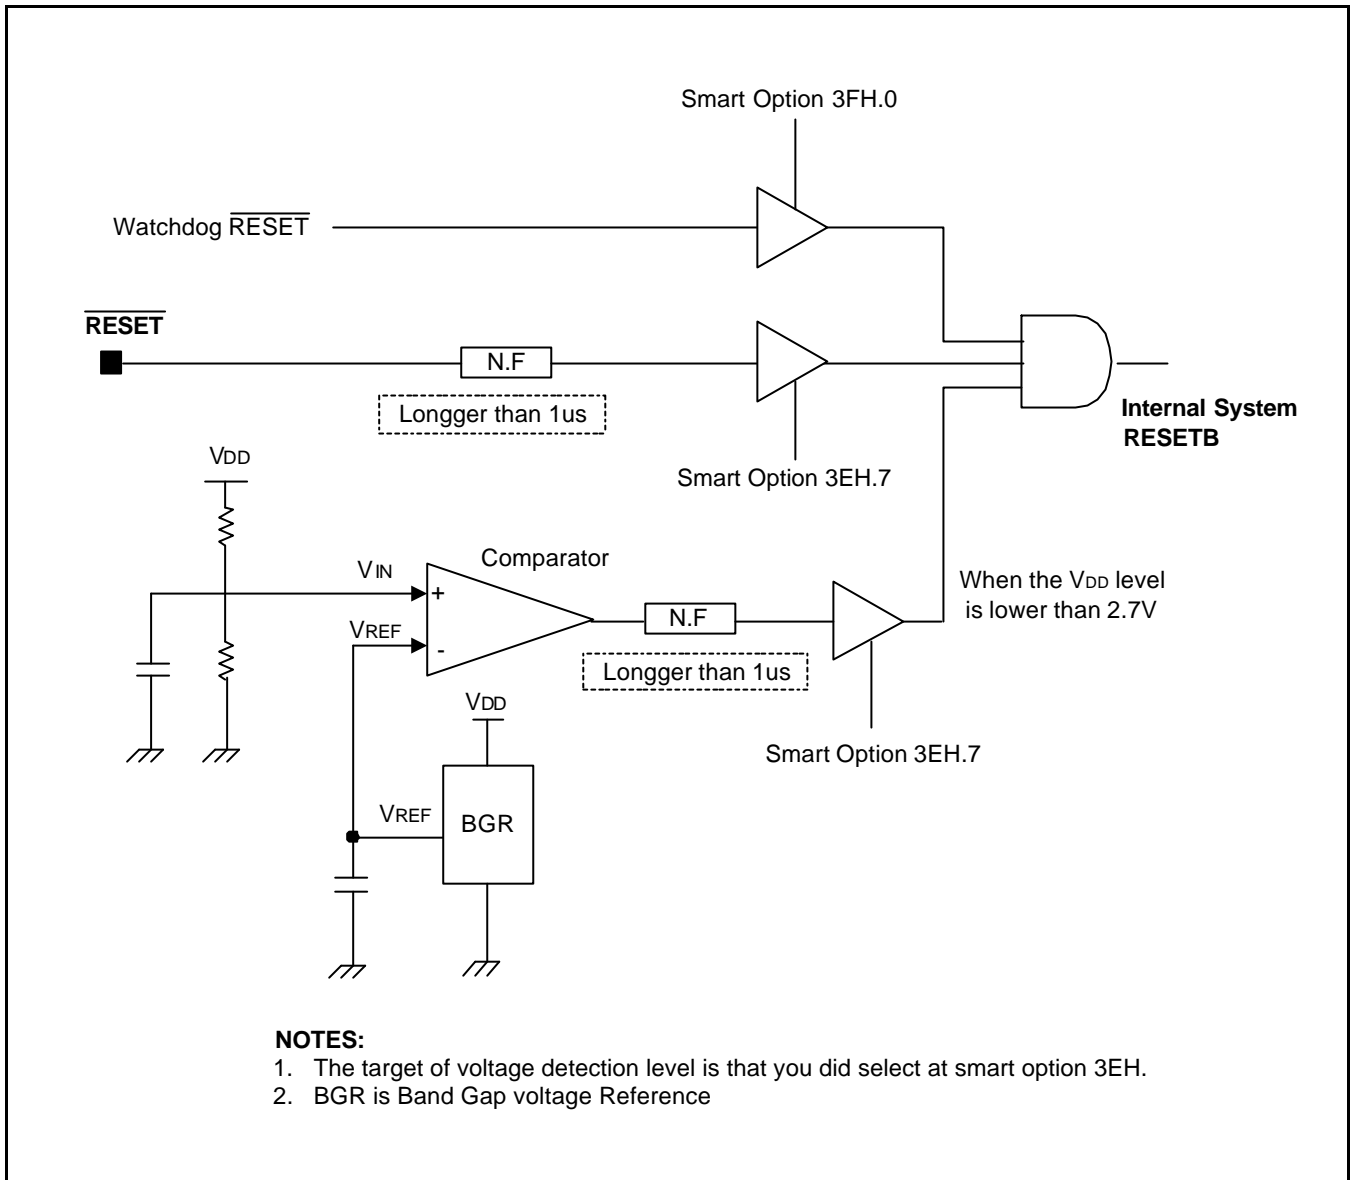 Smart Option 3FH.0
Watchdog RESET
RESET
N.F
Longger than 1us
Internal System
RESETB
Smart Option 3EH.7
VDD
Comparator
VIN
+
VREF
-
N.F
Longger than 1us
When the VDD level
is lower than 2.7V
Smart Option 3EH.7
VDD
VREF
BGR
NOTES:
1. The target of voltage detection level is that you did select at smart option 3EH.
2. BGR is Band Gap voltage Reference